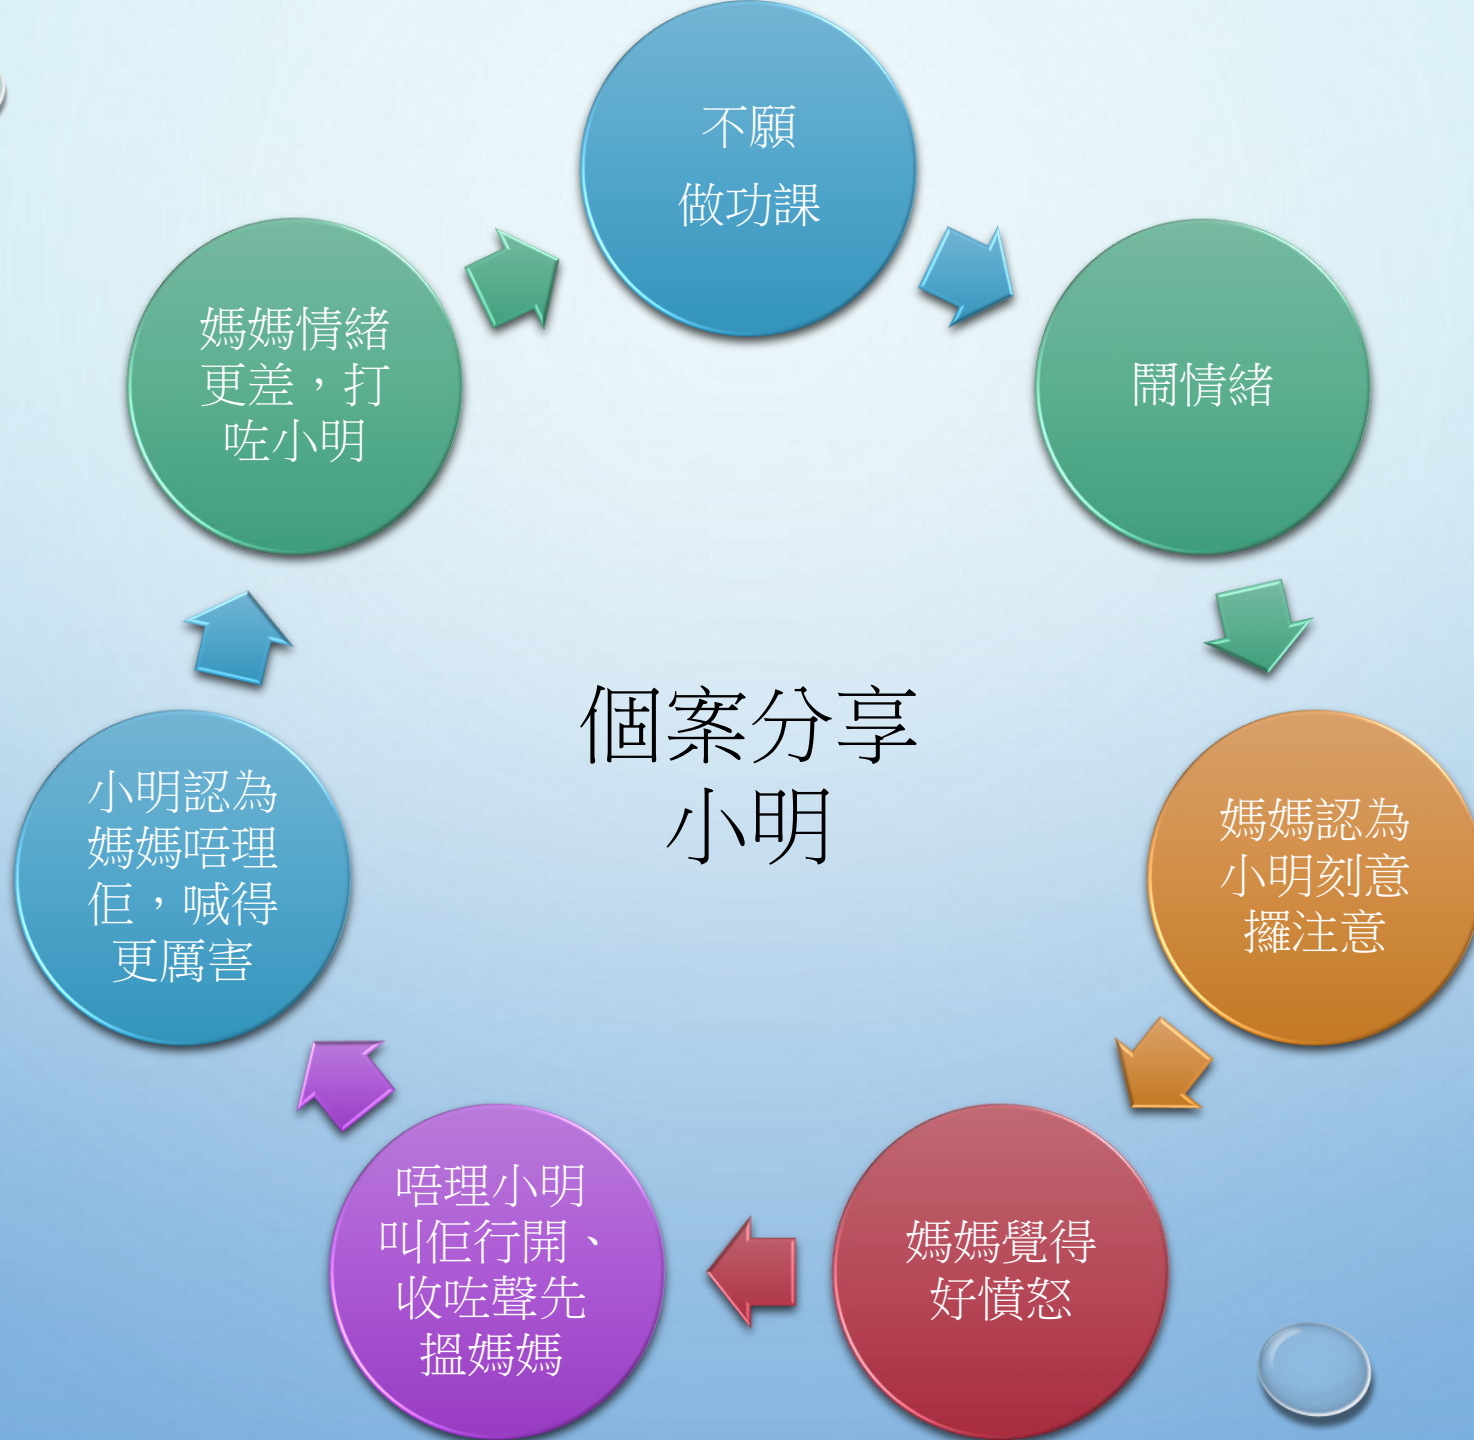 不願
做功課
鬧情緒
媽媽認為
小明刻意
攞注意
媽媽覺得
好憤怒
唔理小明
叫佢行開、
收咗聲先
搵媽媽
小明認為
媽媽唔理
佢，喊得
更厲害
媽媽情緒
更差，打
咗小明
個案分享
小明